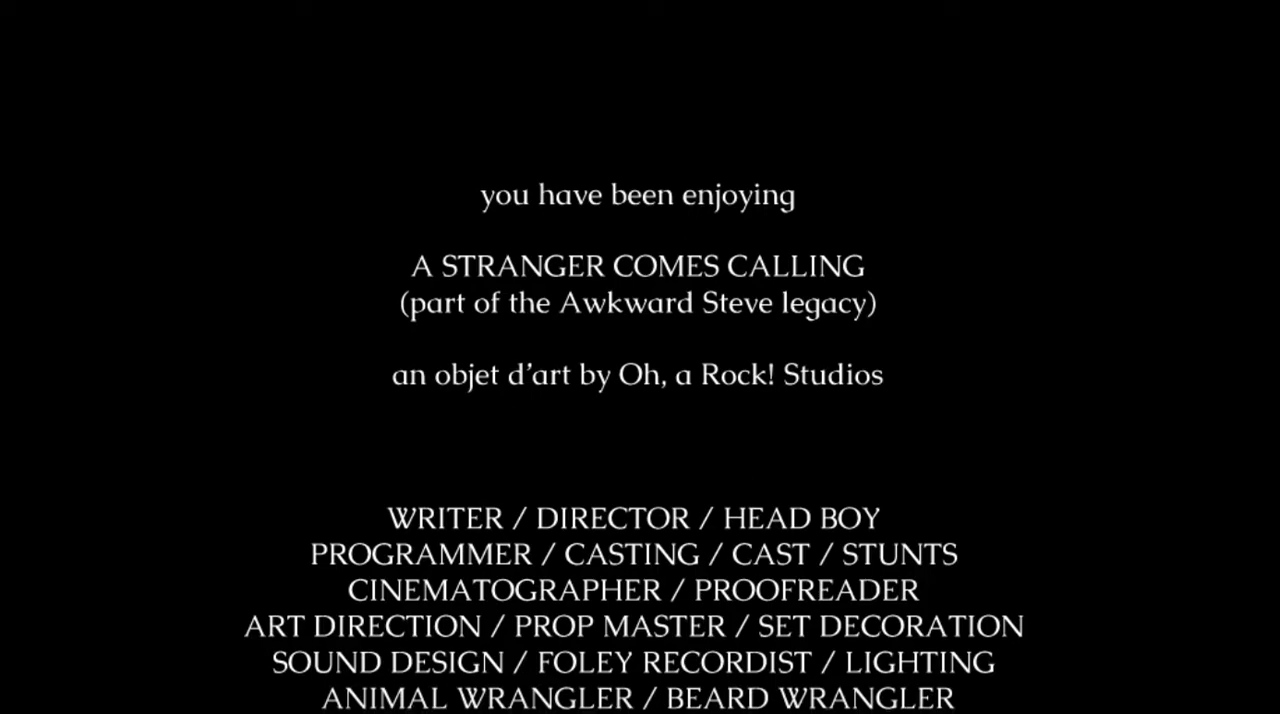 you have been enjoying
A STRANGER COMES CALLING
(part of the Awkward Steve legacy)
an objet d’art by Oh, a Rock! Studios
WRITER / DIRECTOR / HEAD BOY
PROGRAMMER / CASTING / CAST / STUNTS
CINEMATOGRAPHER / PROOFREADER
ART DIRECTION / PROP MASTER / SET DECORATION
SOUND DESIGN / FOLEY RECORDIST / LIGHTING
ANIMAL WRANGLER / BEARD WRANGLER